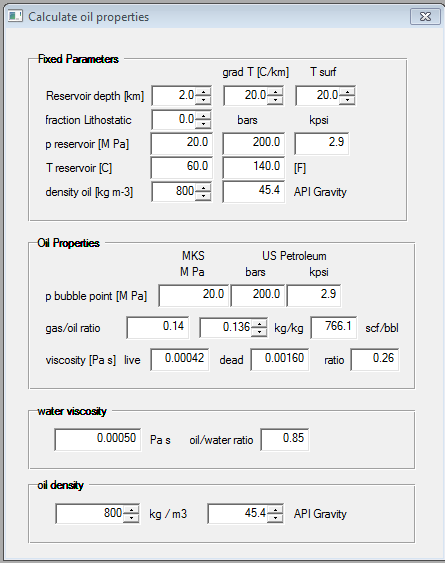 Calculate oil properties
Fixed Parameters
grad T [C/km] T surf
Reservoir depth [km] 2.0 20.0 20.0
fraction Lithostatic 0.0 bars kpsi
p reservoir [M Pa] 20.0 200.0 2.9
T reservoir [C] 60.0 140.0 [F]
density oil [kg m-3] 800 45.4 API Gravity
Oil Properties
MKS US Petroleum
M Pa bars kpsi
p bubble point [M Pa] 20.0 200.0 2.9
gas/oil ratio 0.14 0.136 kg/kg 766.1 scf/bbl
viscosity [Pa s] live 0.00042 dead 0.00160 ratio 0.26
water viscosity
0.00050 Pa s oil/water ratio 0.85
oil density
800 kg / m3 45.4 API Gravity